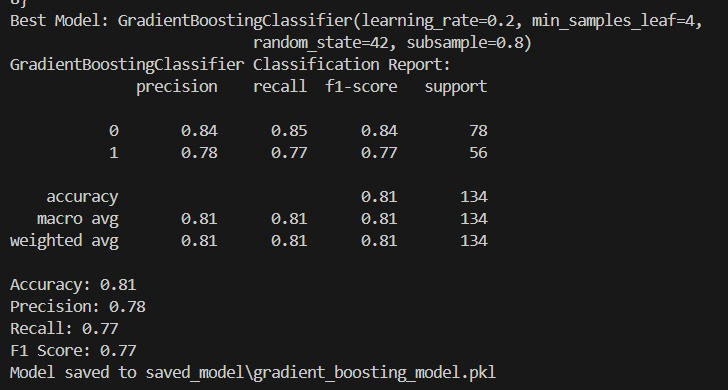 Best Model: GradientBoostingClassifier(learning_rate=0.2, min_samples_leaf=4,
random_state=42, subsample=0.8)
GradientBoostingClassifier Classification Report:
precision recall f1-score support
0 0.84 0.85 0.84 78
1 0.78 0.77 0.77 56
accuracy 0.81 134
macro avg 0.81 0.81 0.81 134
weighted avg 0.81 0.81 0.81 134
Accuracy: 0.81
Precision: 0.78
Recall: 0.77
F1 Score: 0.77
Model saved to saved_model\gradient_boosting_model.pkl